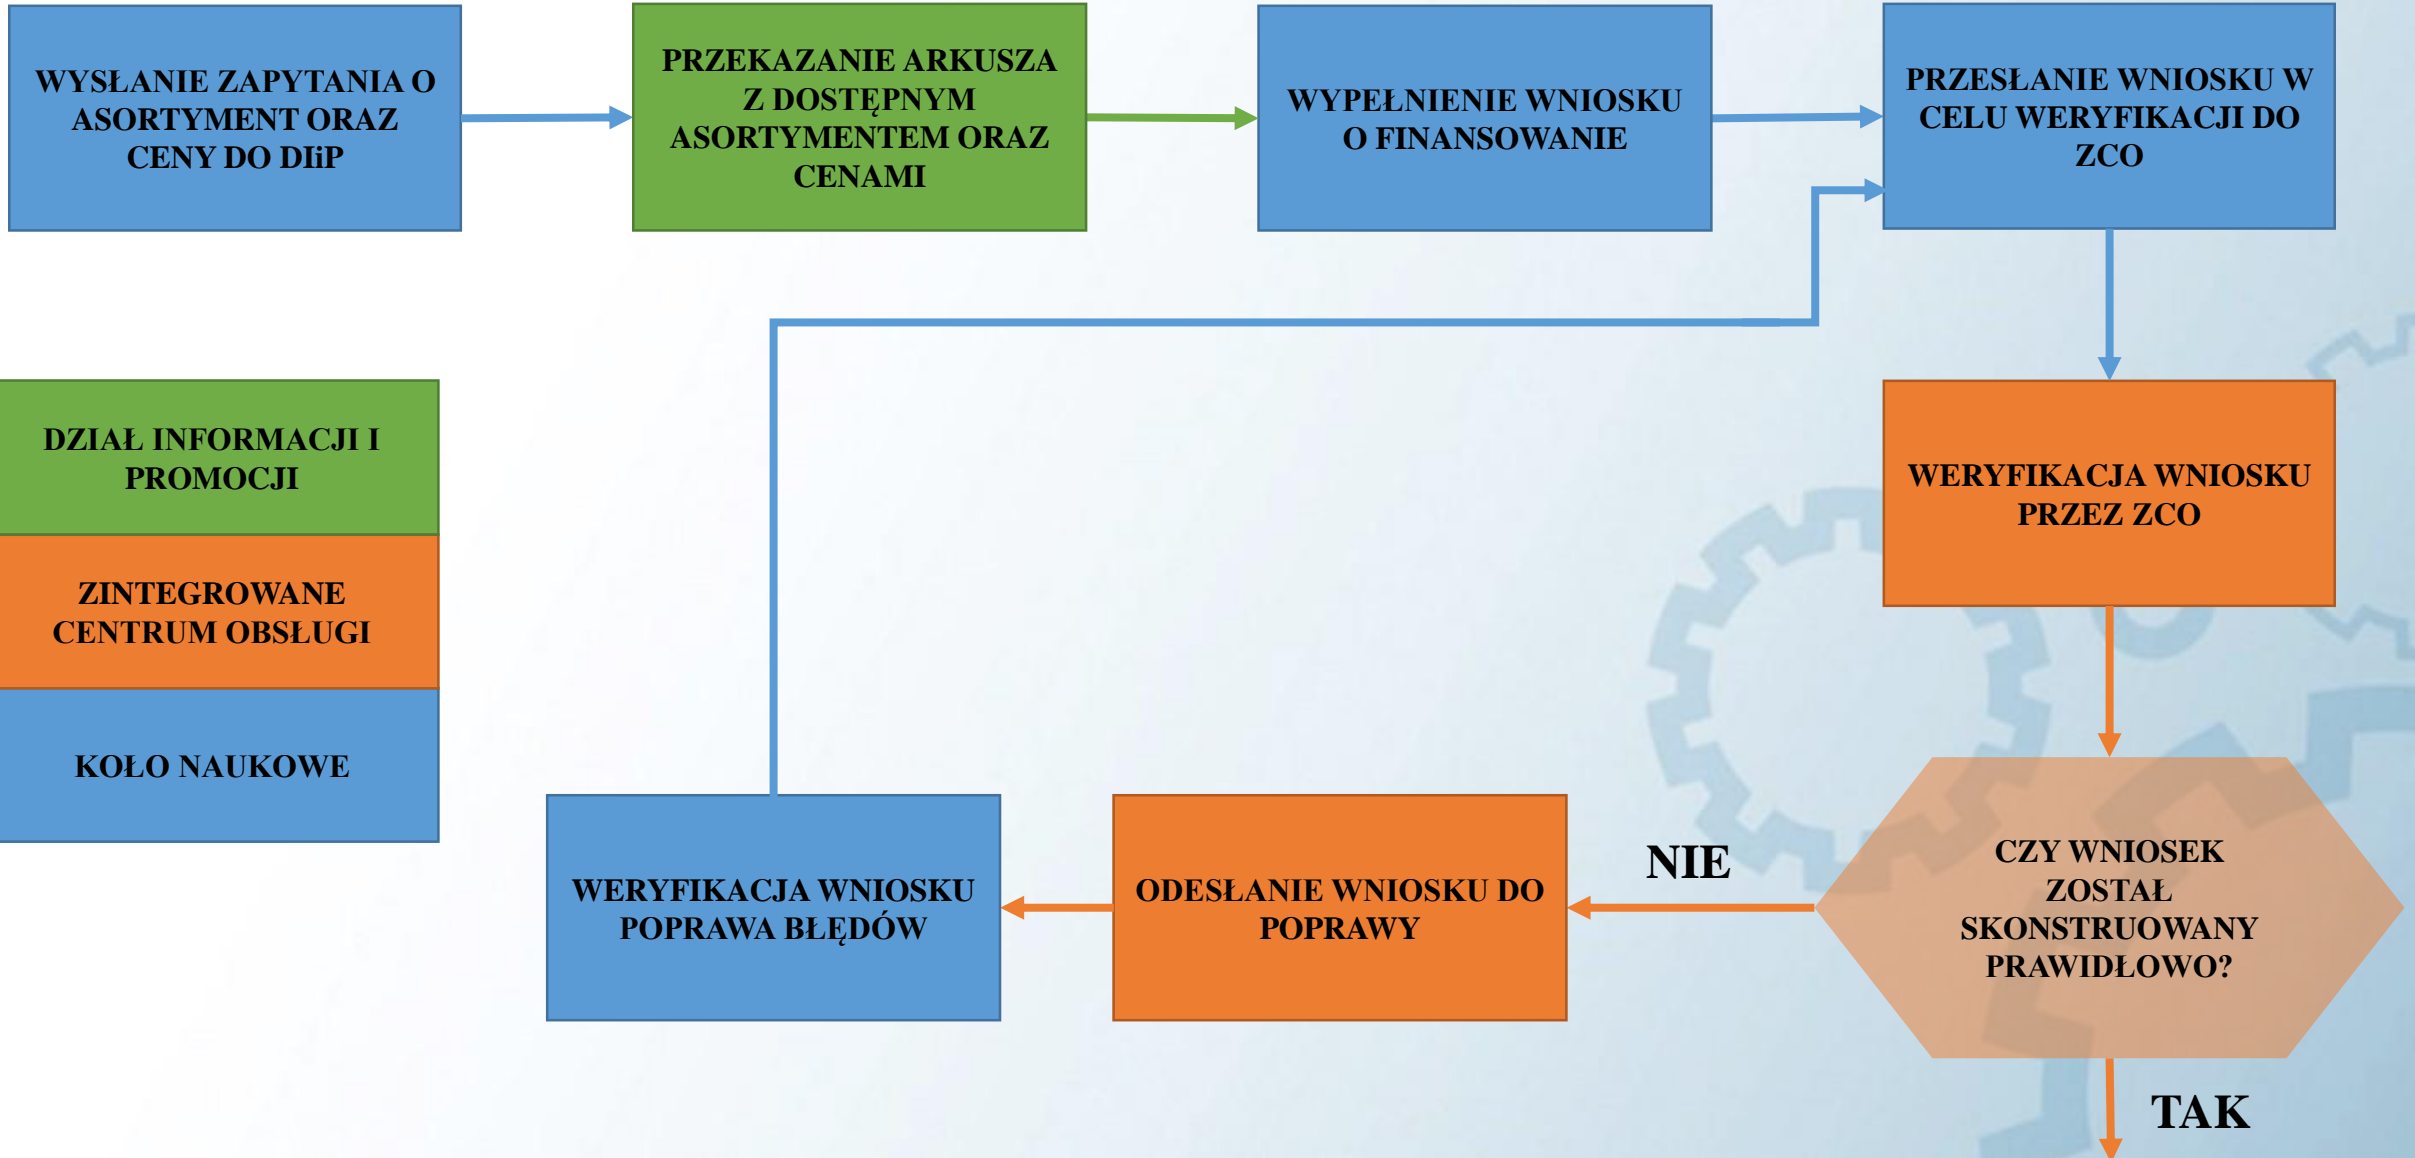 WYSŁANIE ZAPYTANIA O
ASORTYMENT ORAZ
CENY DO DIiP
PRZEKAZANIE ARKUSZA
Z DOSTĘPNYM
ASORTYMENTEM ORAZ
CENAMI
WYPEŁNIENIE WNIOSKU
O FINANSOWANIE
PRZESŁANIE WNIOSKU W
CELU WERYFIKACJI DO
ZCO
DZIAŁ INFORMACJI I
PROMOCJI
ZINTEGROWANE
CENTRUM OBSŁUGI
KOŁO NAUKOWE
WERYFIKACJA WNIOSKU
PRZEZ ZCO
CZY WNIOSEK
ZOSTAŁ
SKONSTRUOWANY
PRAWIDŁOWO?
NIE
ODESŁANIE WNIOSKU DO
POPRAWY
WERYFIKACJA WNIOSKU
POPRAWA BŁĘDÓW
TAK